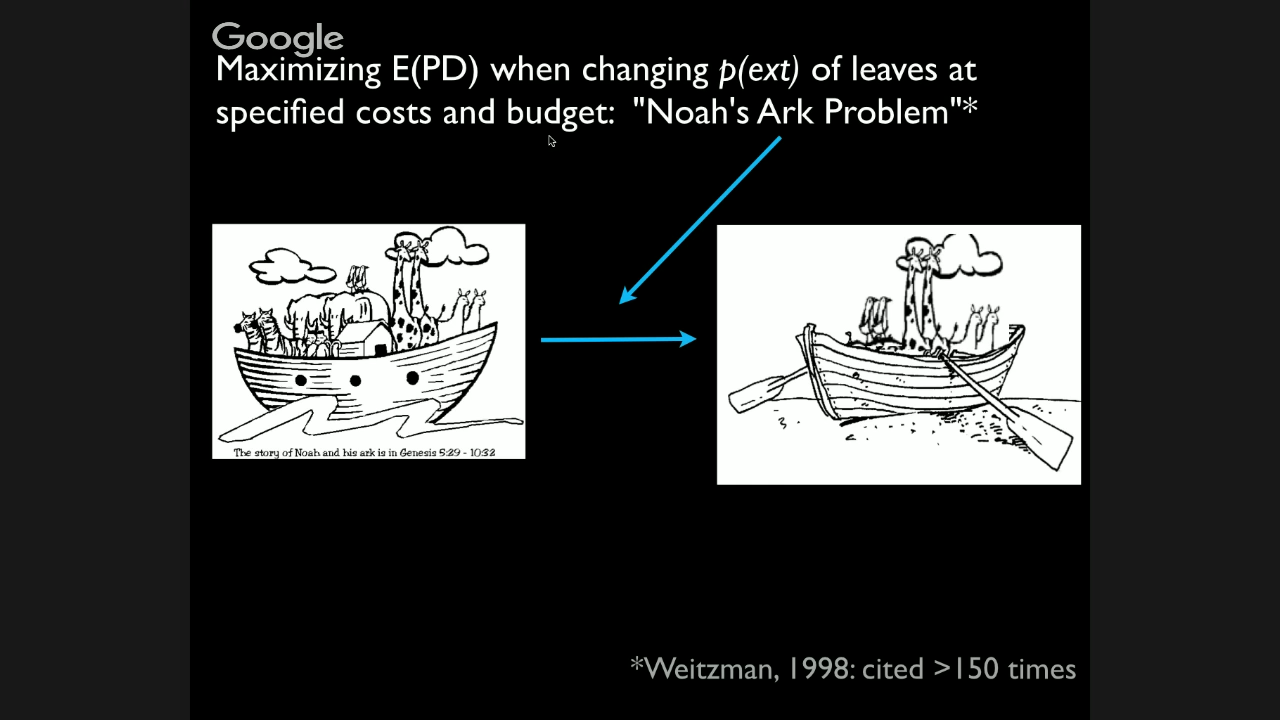 Google
Maximizing E(PD) when changing p(ext) of leaves at
specified costs and budget: "Noah's Ark Problem"*
The story of Noah and his ark is in Genesis 5:29 - 10:32
*Weitzman, 1998: cited >150 times